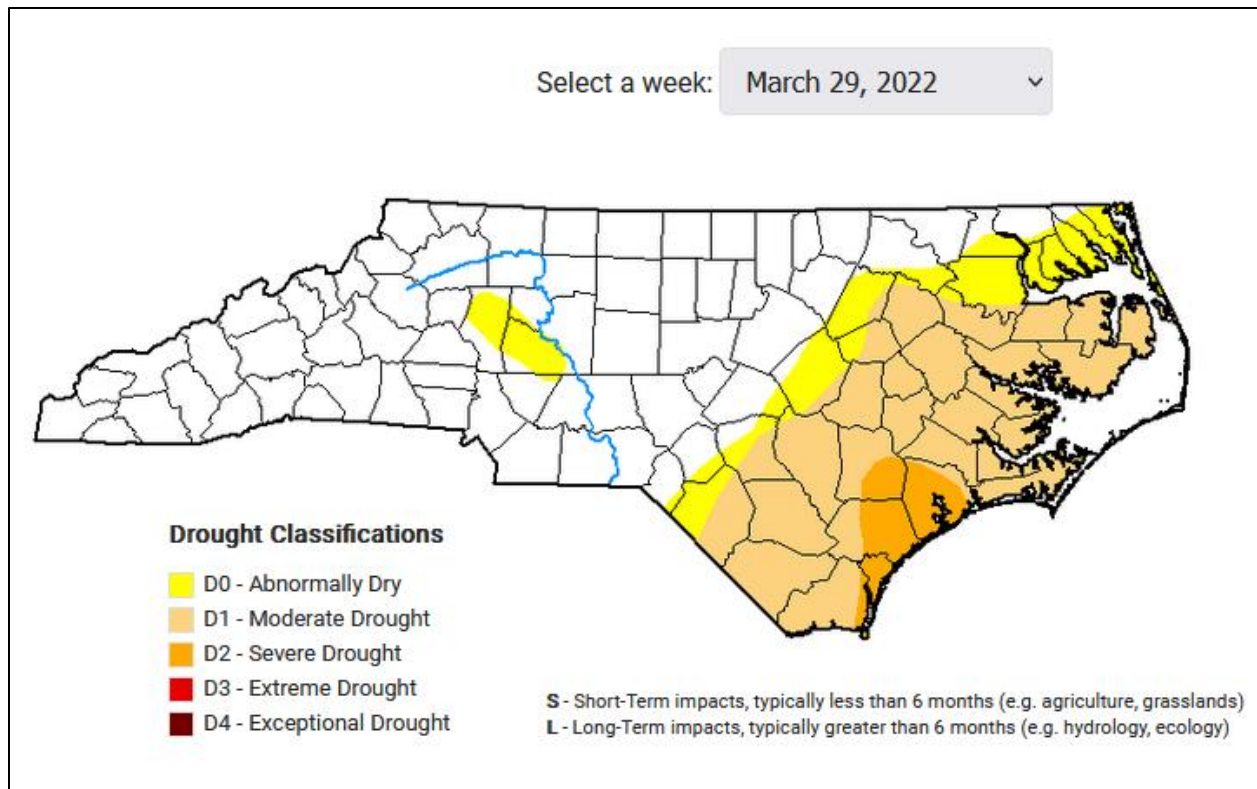 Select a week: March 29, 2022
Drought Classifications
D0 - Abnormally Dry
D1 - Moderate Drought
D2 - Severe Drought
D3 - Extreme Drought
D4 - Exceptional Drought
S - Short-Term impacts, typically less than 6 months (e.g. agriculture, grasslands)
L - Long-Term impacts, typically greater than 6 months (e.g. hydrology, ecology)